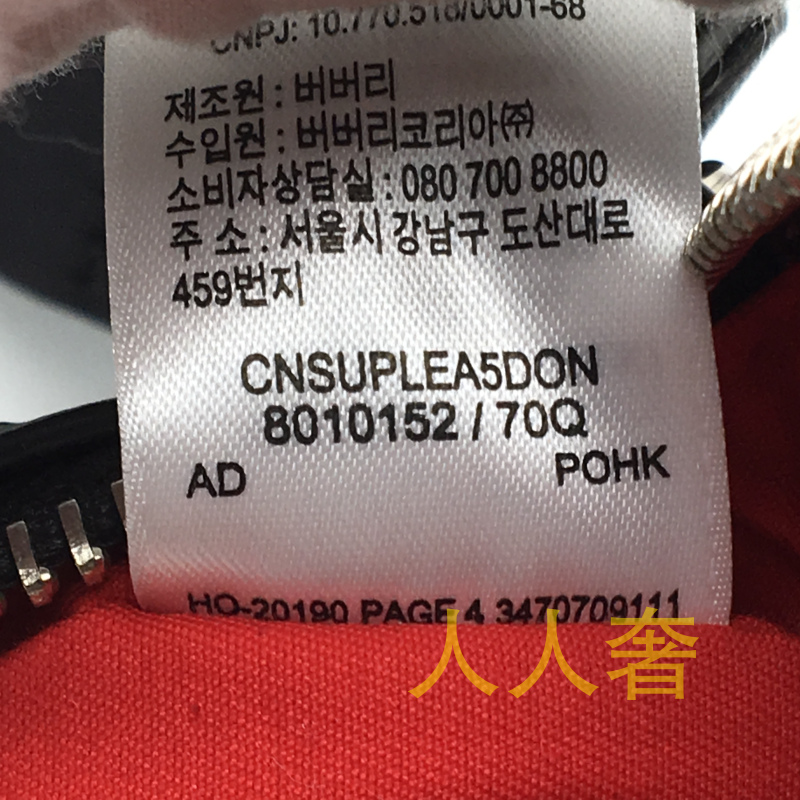 CNPJ: 10.770.518/0001-68
제조원 : 버버리
수입원 : 버버리코리아㈜
소비자상담실 : 080 700 8800
주 소 : 서울시 강남구 도산대로
459번지
CNSUPLEA5DON
8010152 / 70Q
AD POHK
HO-20190 PAGE 4 3470709111
人人奢